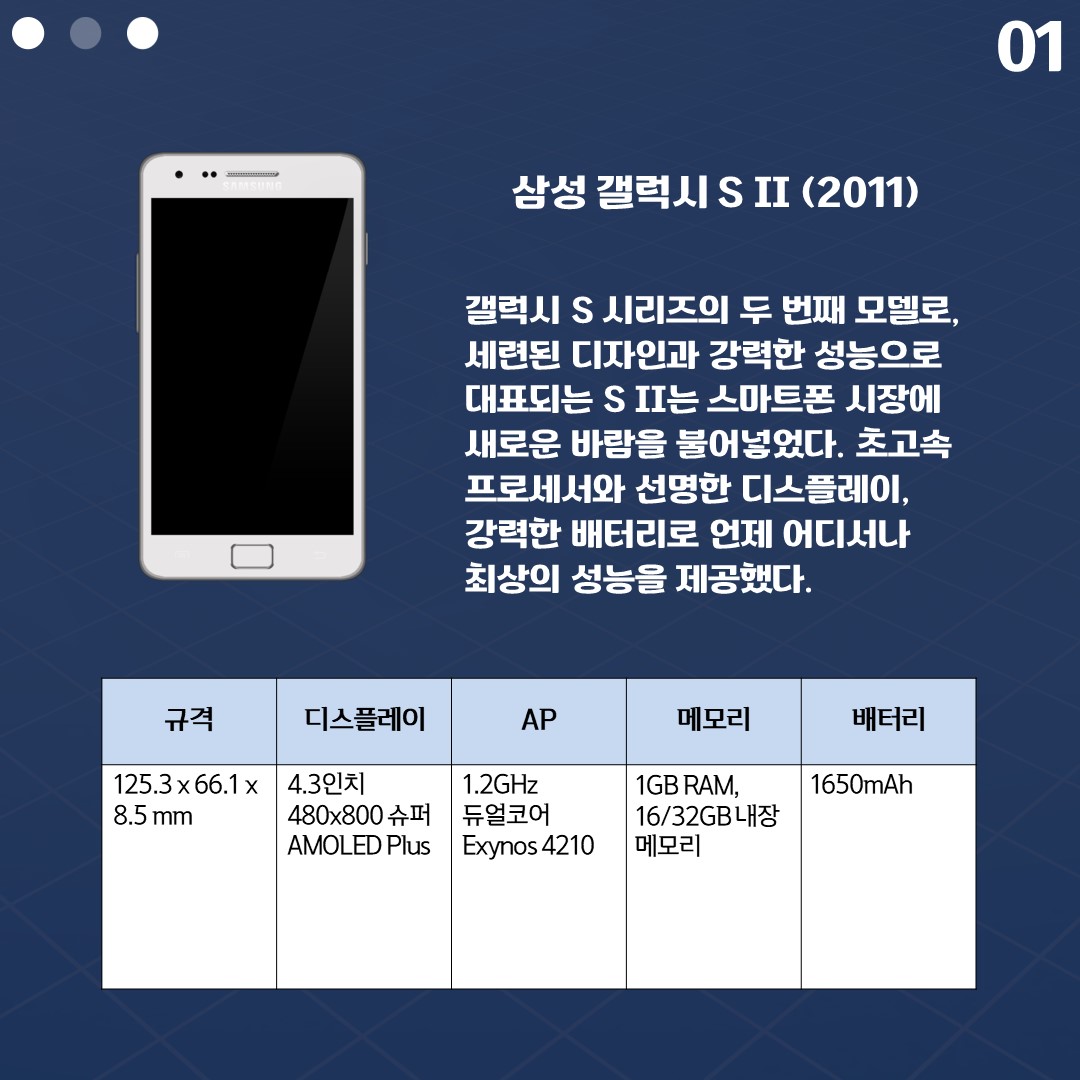 01
SAMSUNG
삼성 갤럭시 S II (2011)
갤럭시 S 시리즈의 두 번째 모델로,
세련된 디자인과 강력한 성능으로
대표되는 S II는 스마트폰 시장에
새로운 바람을 불어넣었다. 초고속
프로세서와 선명한 디스플레이,
강력한 배터리로 언제 어디서나
최상의 성능을 제공했다.
규격 디스플레이 AP 메모리 배터리
125.3 x 66.1 x 4.3인치 1.2GHz 1GB RAM, 1650mAh
8.5 mm 480x800 슈퍼 듀얼코어 16/32GB 내장
AMOLED Plus Exynos 4210 메모리